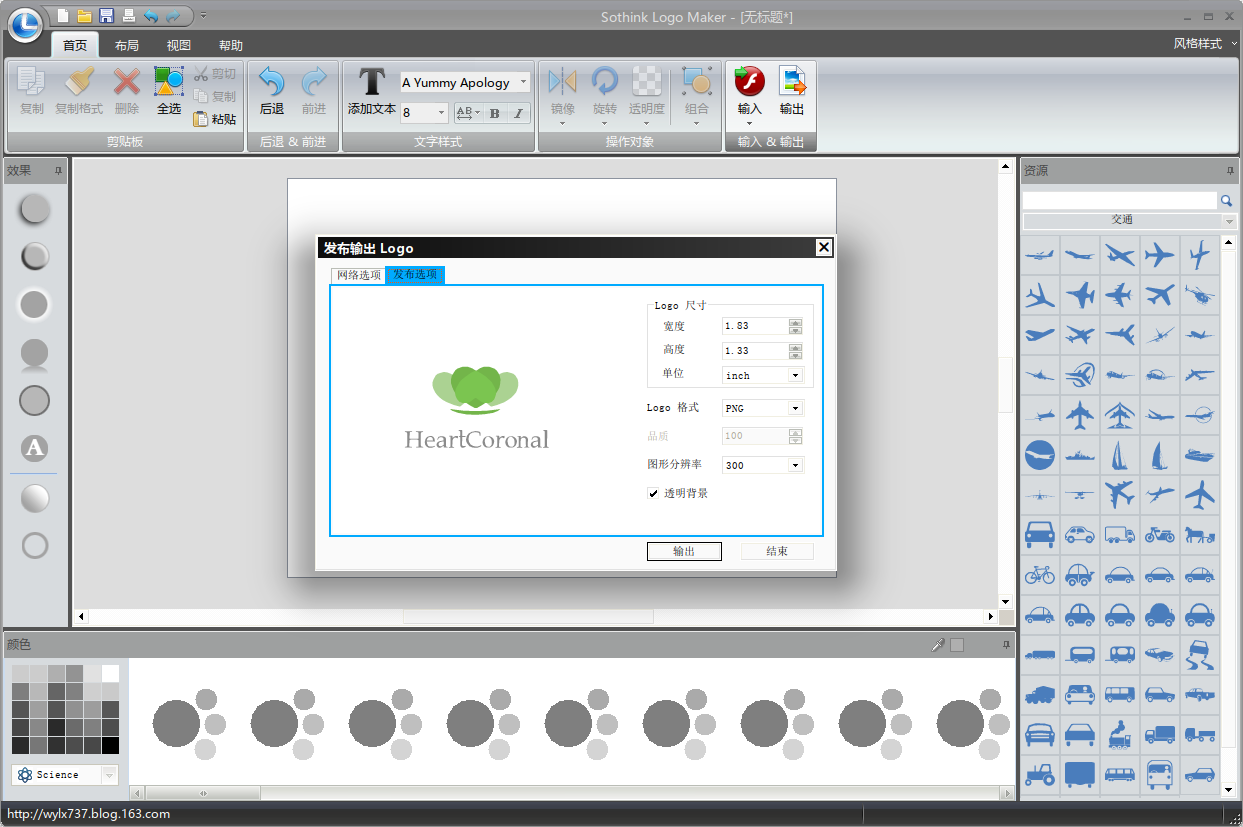 Sothink Logo Maker - [无标题*]
首页
布局
视图
帮助
风格样式
复制
复制格式
删除
全选
剪切
复制
粘贴
剪贴板
后退
前进
后退 & 前进
T
添加文本
A Yummy Apology
8
AB
B
I
文字样式
镜像
旋转
透明度
组合
操作对象
输入
输出
输入 & 输出
效果
A
资源
交通
发布输出 Logo
网络选项
发布选项
HeartCoronal
Logo 尺寸
宽度
1.83
高度
1.33
单位
inch
Logo 格式
PNG
品质
100
图形分辨率
300
透明背景
输出
结束
颜色
Science
http://wylx737.blog.163.com